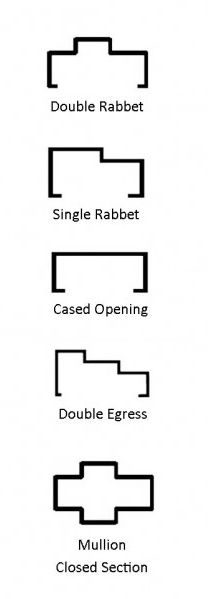 Double Rabbet
Single Rabbet
Cased Opening
Double Egress
Mullion
Closed Section